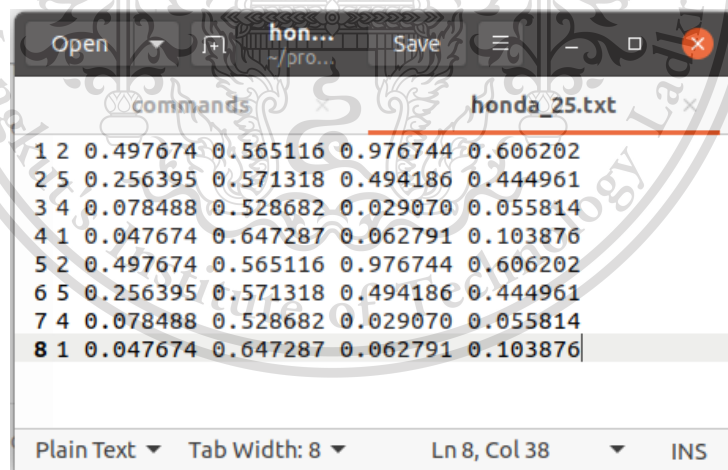 Open hon... Save
~/pro...
commands × honda_25.txt ×
1 2 0.497674 0.565116 0.976744 0.606202
2 5 0.256395 0.571318 0.494186 0.444961
3 4 0.078488 0.528682 0.029070 0.055814
4 1 0.047674 0.647287 0.062791 0.103876
5 2 0.497674 0.565116 0.976744 0.606202
6 5 0.256395 0.571318 0.494186 0.444961
7 4 0.078488 0.528682 0.029070 0.055814
8 1 0.047674 0.647287 0.062791 0.103876
Plain Text Tab Width: 8 Ln 8, Col 38 INS
Institute of Technology Lad